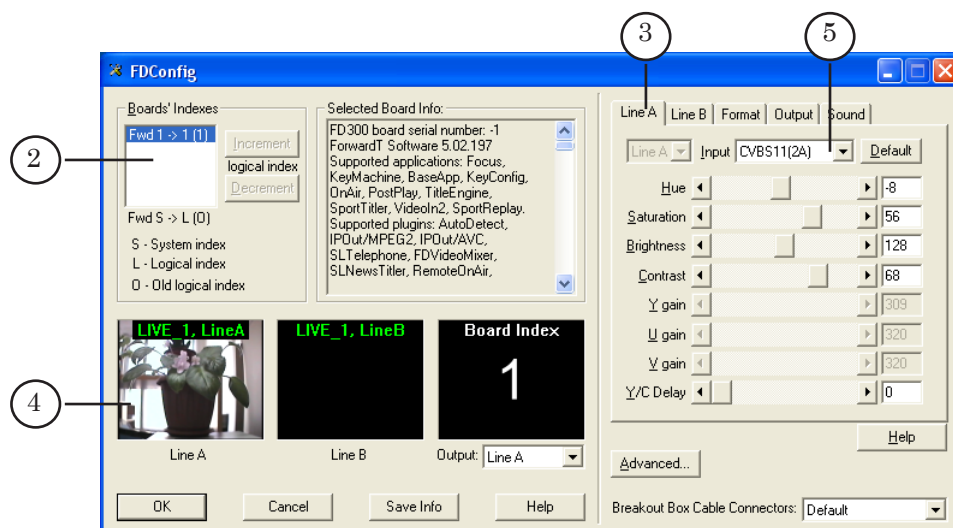 3
5
FDConfig
Boards' Indexes
Fwd 1 -> 1 (1)
Increment
logical index
Decrement
2
Fwd S -> L (O)
S - System index
L - Logical index
O - Old logical index
Selected Board Info:
FD300 board serial number: -1
ForwardT Software 5.02.197
Supported applications: Focus,
KeyMachine, BaseApp, KeyConfig,
OnAir, PostPlay, TitleEngine,
SportTitler, VideoIn2, SportReplay.
Supported plugins: AutoDetect,
IPOut/MPEG2, IPOut/AVC,
SLTelephone, FDVideoMixer,
SLNewsTitler, RemoteOnAir,
LIVE_1, LineA
LIVE_1, LineB
Board Index
1
4
Line A
Line B
Output: Line A
OK
Cancel
Save Info
Help
Line A Line B Format Output Sound
Line A Input CVBS11(2A) Default
Hue -8
Saturation 56
Brightness 128
Contrast 68
Y gain 309
U gain 320
V gain 320
Y/C Delay 0
Help
Advanced...
Breakout Box Cable Connectors: Default